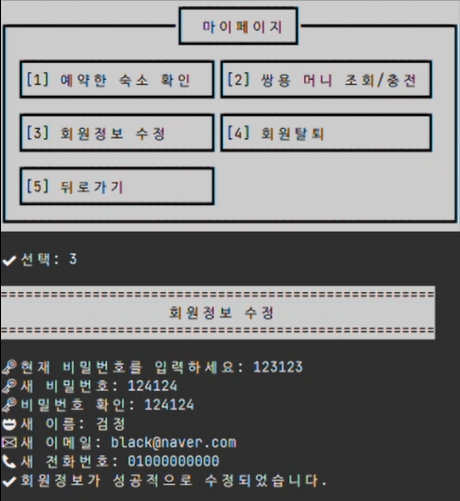 마이페이지
[1] 예약한 숙소 확인 [2] 쌍용 머니 조회/충전
[3] 회원정보 수정 [4] 회원탈퇴
[5] 뒤로가기
✔선택: 3
회원정보 수정
🔑현재 비밀번호를 입력하세요: 123123
🔑새 비밀번호: 124124
🔑비밀번호 확인: 124124
새 이름: 검정
✉새 이메일: black@naver.com
📞새 전화번호: 01000000000
✔회원정보가 성공적으로 수정되었습니다.